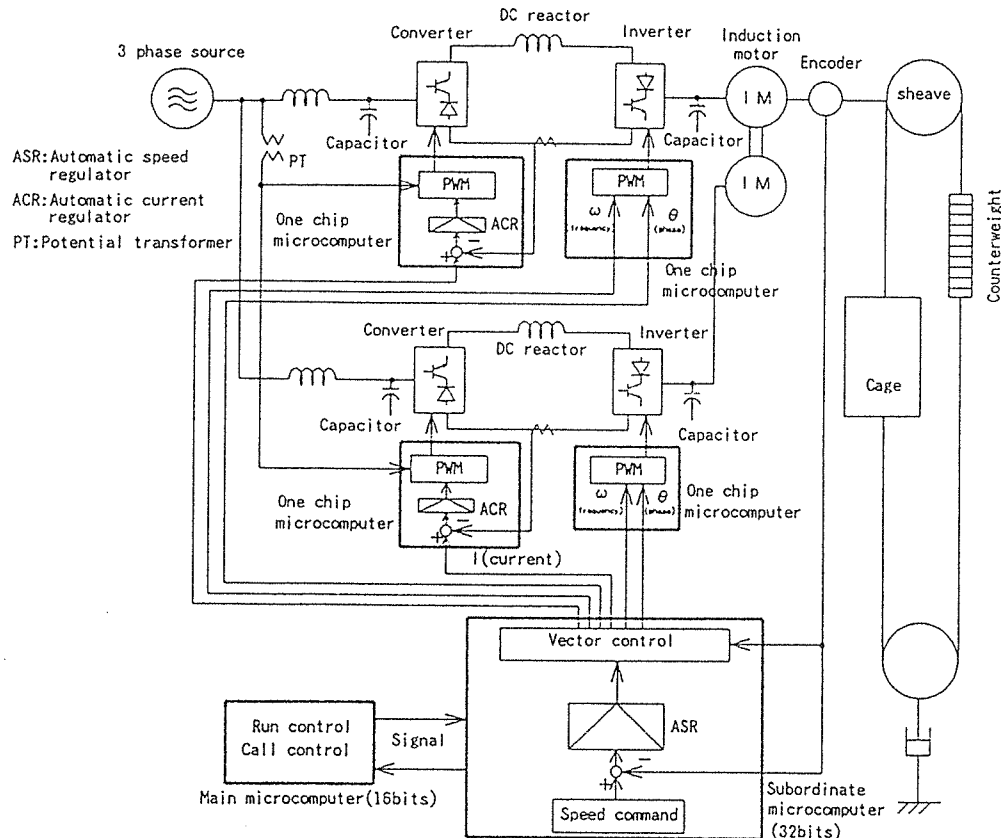 DC reactor
Converter
Inverter
Induction
motor
3 phase source
Encoder
I M
sheave
Capacitor
Capacitor
PT
ASR:Automatic speed
regulator
ACR:Automatic current
regulator
PT:Potential transformer
PWM
ACR
+
−
One chip
microcomputer
PWM
ω
(frequency)
θ
(phase)
One chip
microcomputer
I M
Counterweight
Cage
Converter
DC reactor
Inverter
Capacitor
Capacitor
PWM
ACR
+
−
One chip
microcomputer
I(current)
PWM
ω
(frequency)
θ
(phase)
One chip
microcomputer
Vector control
ASR
−
+
Speed command
Run control
Call control
Signal
Main microcomputer(16bits)
Subordinate
microcomputer
(32bits)